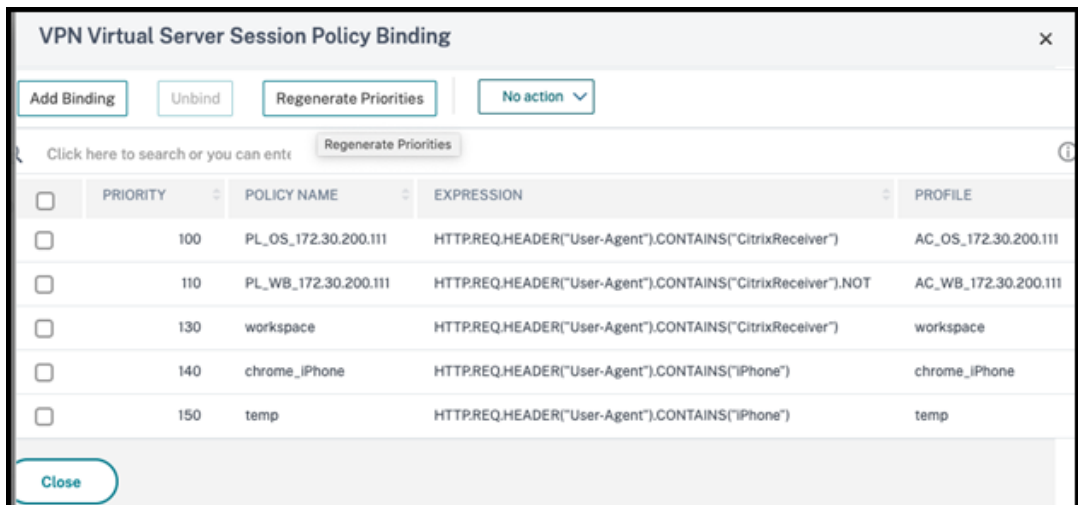 VPN Virtual Server Session Policy Binding
Add Binding Unbind Regenerate Priorities No action
Click here to search or you can ente Regenerate Priorities
PRIORITY POLICY NAME EXPRESSION PROFILE
100 PL_OS_172.30.200.111 HTTP.REQ.HEADER("User-Agent").CONTAINS("CitrixReceiver") AC_OS_172.30.200.111
110 PL_WB_172.30.200.111 HTTP.REQ.HEADER("User-Agent").CONTAINS("CitrixReceiver").NOT AC_WB_172.30.200.111
130 workspace HTTP.REQ.HEADER("User-Agent").CONTAINS("CitrixReceiver") workspace
140 chrome_iPhone HTTP.REQ.HEADER("User-Agent").CONTAINS("iPhone") chrome_iPhone
150 temp HTTP.REQ.HEADER("User-Agent").CONTAINS("iPhone") temp
Close